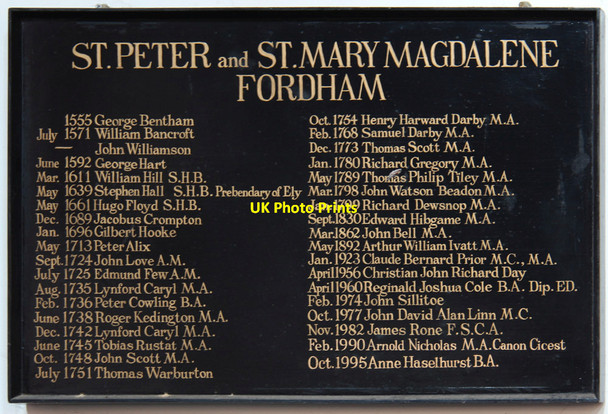 ST. PETER and ST. MARY MAGDALENE
FORDHAM
1555 George Bentham
July 1571 William Bancroft
— John Williamson
June 1592 George Hart
Mar. 1611 William Hill S.H.B.
May 1639 Stephen Hall S.H.B. Prebendary of Ely
May 1661 Hugo Floyd S.H.B.
Dec. 1689 Jacobus Crompton
Jan. 1696 Gilbert Hooke
May 1713 Peter Alix
Sept. 1724 John Love A.M.
July 1725 Edmund Few A.M.
Aug. 1735 Lynford Caryl M.A.
Feb. 1736 Peter Cowling B.A.
June 1738 Roger Kedington M.A.
Dec. 1742 Lynford Caryl M.A.
June 1745 Tobias Rustat M.A.
Oct. 1748 John Scott M.A.
July 1751 Thomas Warburton
Oct. 1754 Henry Harward Darby M.A.
Feb. 1768 Samuel Darby M.A.
Dec. 1773 Thomas Scott M.A.
Jan. 1780 Richard Gregory M.A.
May 1789 Thomas Philip Tiley M.A.
Mar. 1798 John Watson Beadon M.A.
Richard Dewsnop M.A.
Sept. 1830 Edward Hibgame M.A.
Mar. 1862 John Bell M.A.
May 1892 Arthur William Ivatt M.A.
Jan. 1923 Claude Bernard Prior M.C., M.A.
April 1956 Christian John Richard Day
April 1960 Reginald Joshua Cole B.A. Dip. ED.
Feb. 1974 John Sillitoe
Oct. 1977 John David Alan Linn M.C.
Nov. 1982 James Rone F.S.C.A.
Feb. 1990 Arnold Nicholas M.A. Canon Cicest
Oct. 1995 Anne Haselhurst B.A.
UK Photo Prints